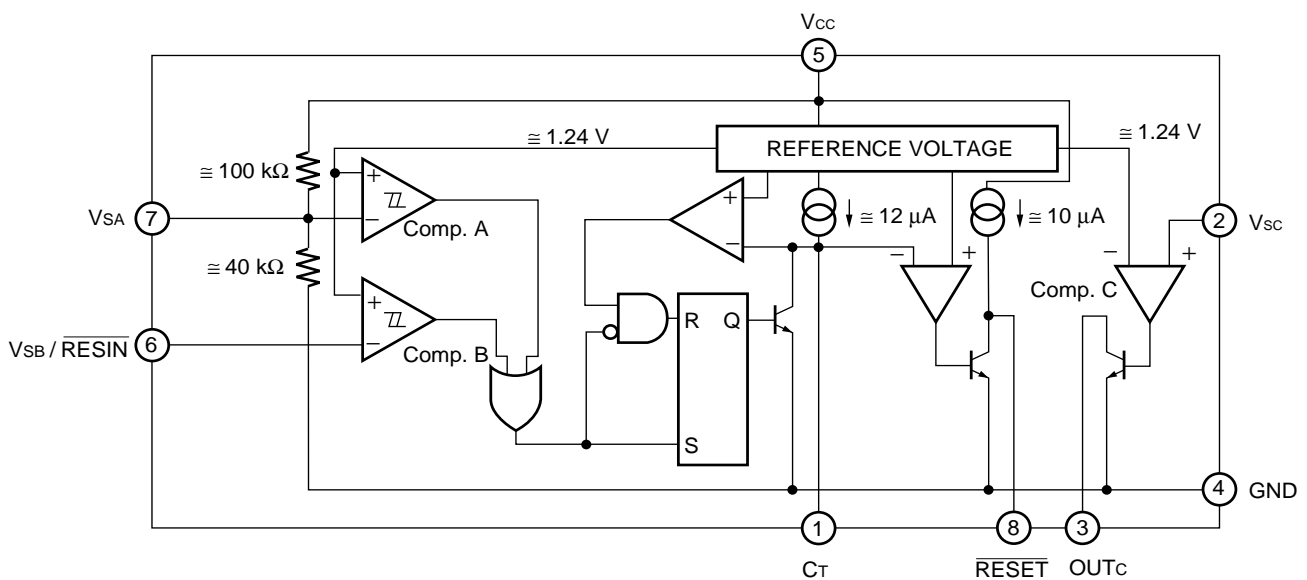 VCC
5
≅ 1.24 V
REFERENCE VOLTAGE
≅ 1.24 V
≅ 100 kΩ
+
−
Comp. A
+
−
≅ 12 μA
≅ 10 μA
VSA
7
2
VSC
≅ 40 kΩ
−
+
−
+
Comp. C
+
−
Comp. B
R
Q
VSB / RESIN
6
S
4
GND
1
8
3
CT
RESET
OUTC